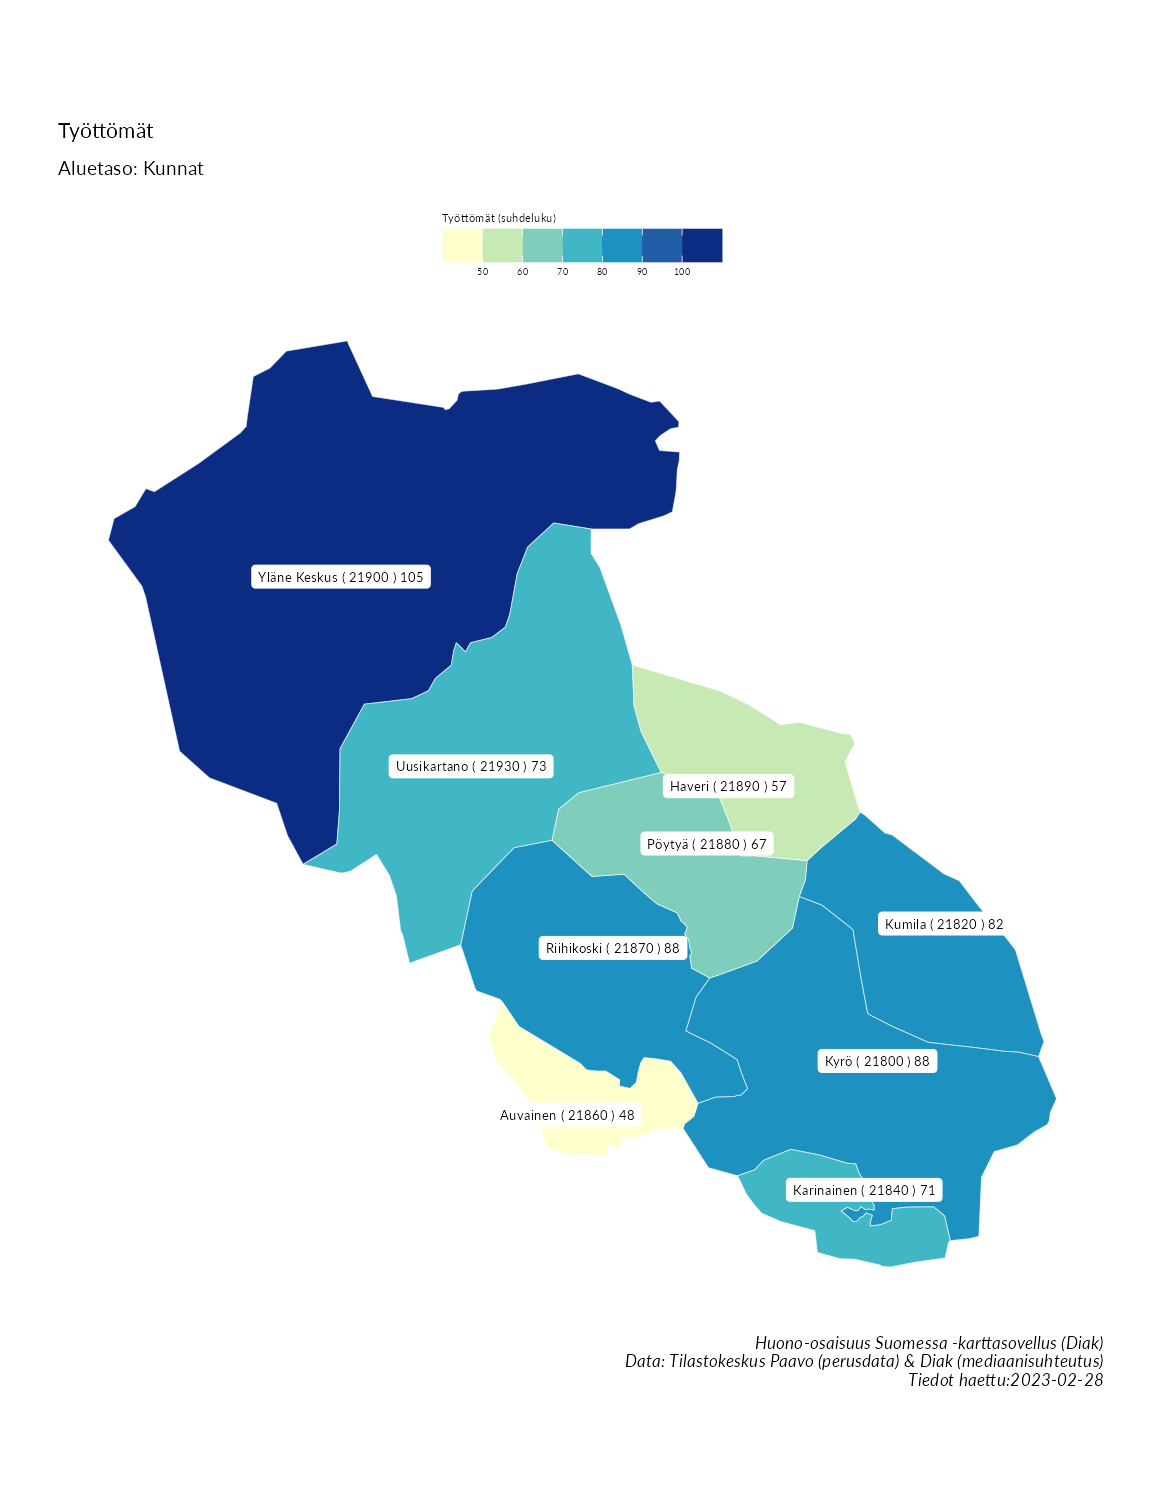 Työttömät
Aluetaso: Kunnat
Työttömät (suhdeluku)
50 60 70 80 90 100
Yläne Keskus ( 21900 ) 105
Uusikartano ( 21930 ) 73
Haveri ( 21890 ) 57
Pöytyä ( 21880 ) 67
Kumila ( 21820 ) 82
Riihikoski ( 21870 ) 88
Kyrö ( 21800 ) 88
Auvainen ( 21860 ) 48
Karinainen ( 21840 ) 71
Huono-osaisuus Suomessa -karttasovellus (Diak)
Data: Tilastokeskus Paavo (perusdata) & Diak (mediaanisuhteutus)
Tiedot haettu:2023-02-28